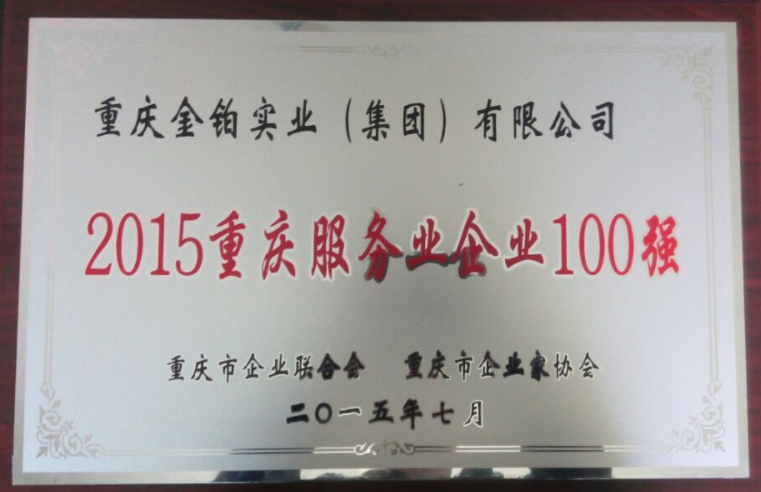 重庆金铂实业（集团）有限公司
2015重庆服务业企业100强
重庆市企业联合会 重庆市企业家协会
二〇一五年七月